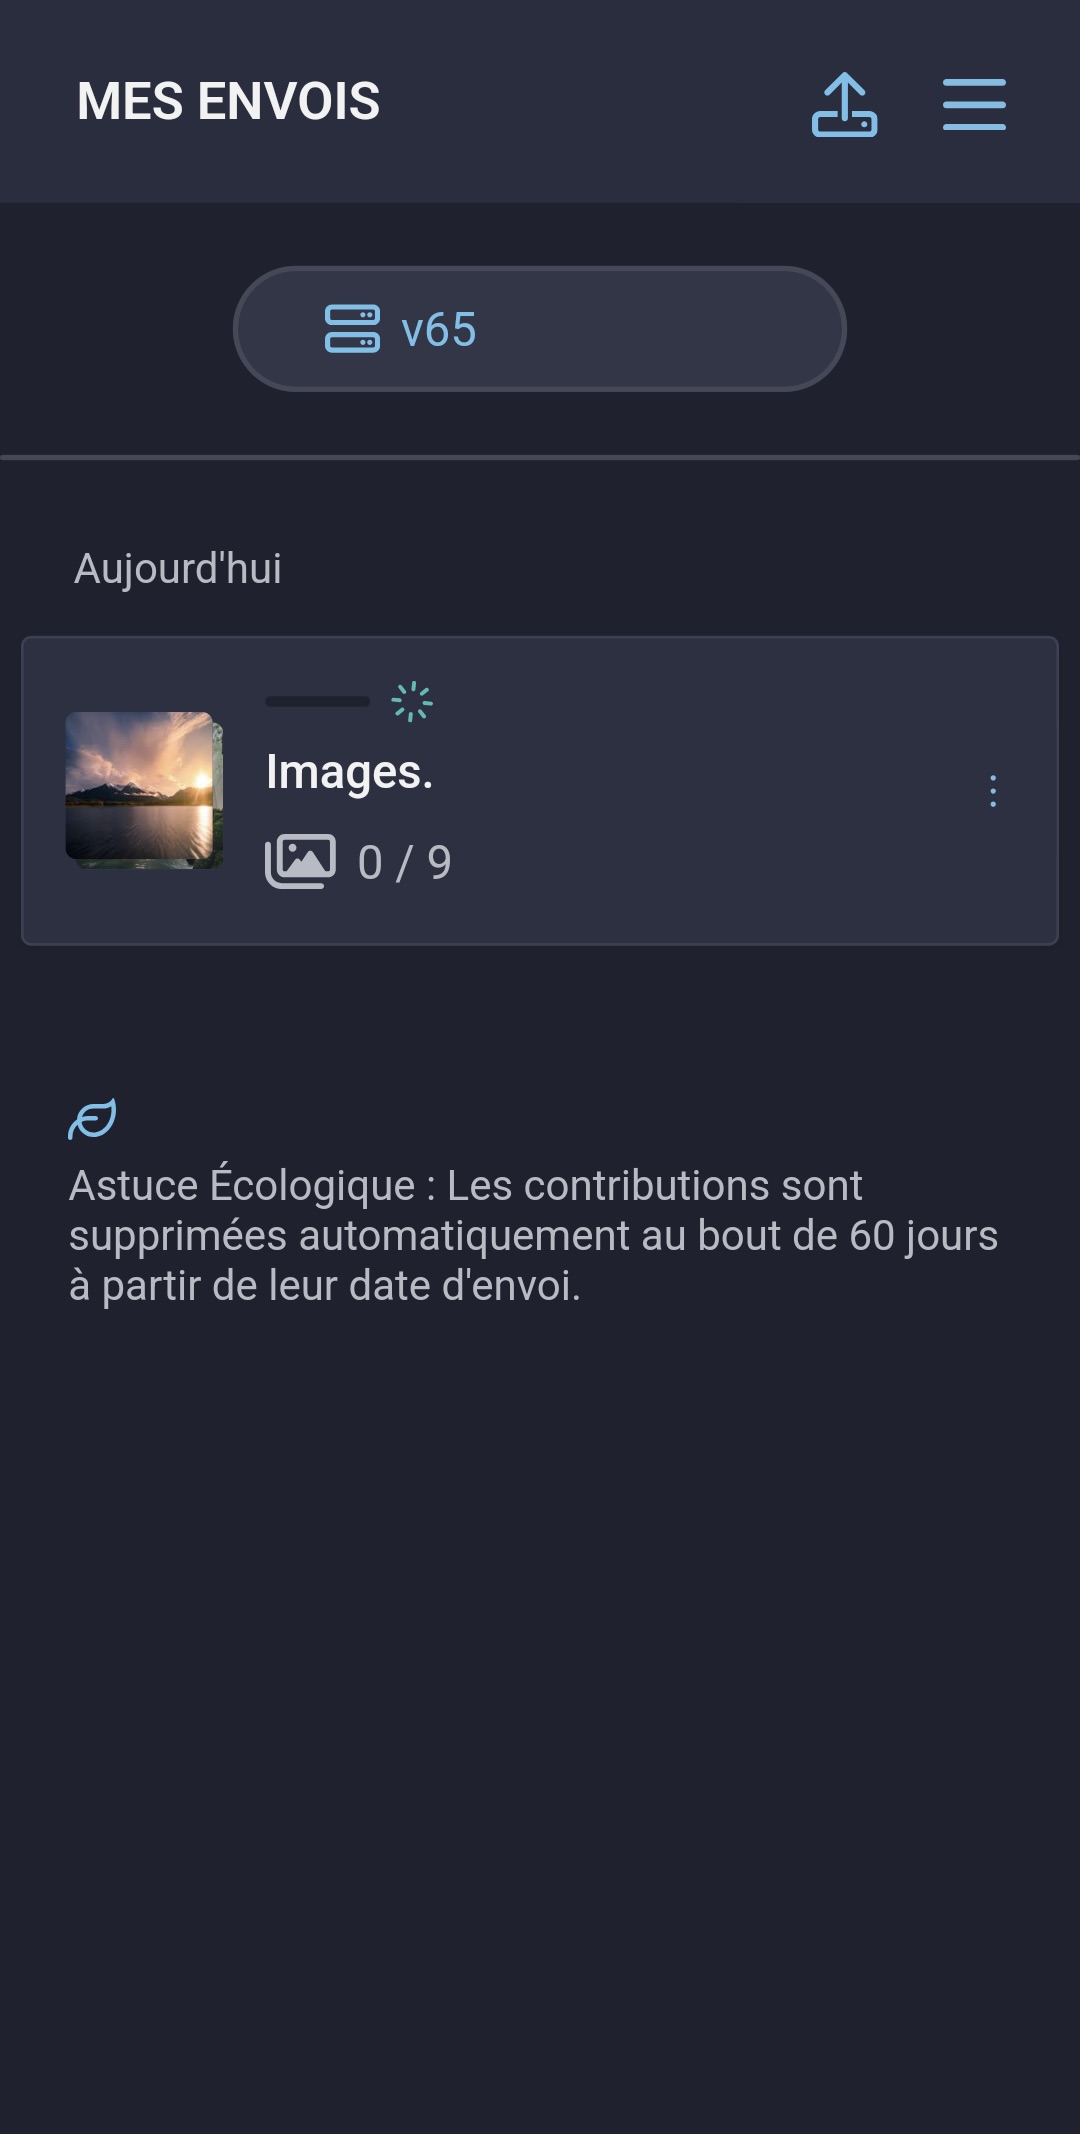 MES ENVOIS
v65
Aujourd'hui
Images.
0 / 9
Astuce Écologique : Les contributions sont
supprimées automatiquement au bout de 60 jours
à partir de leur date d'envoi.